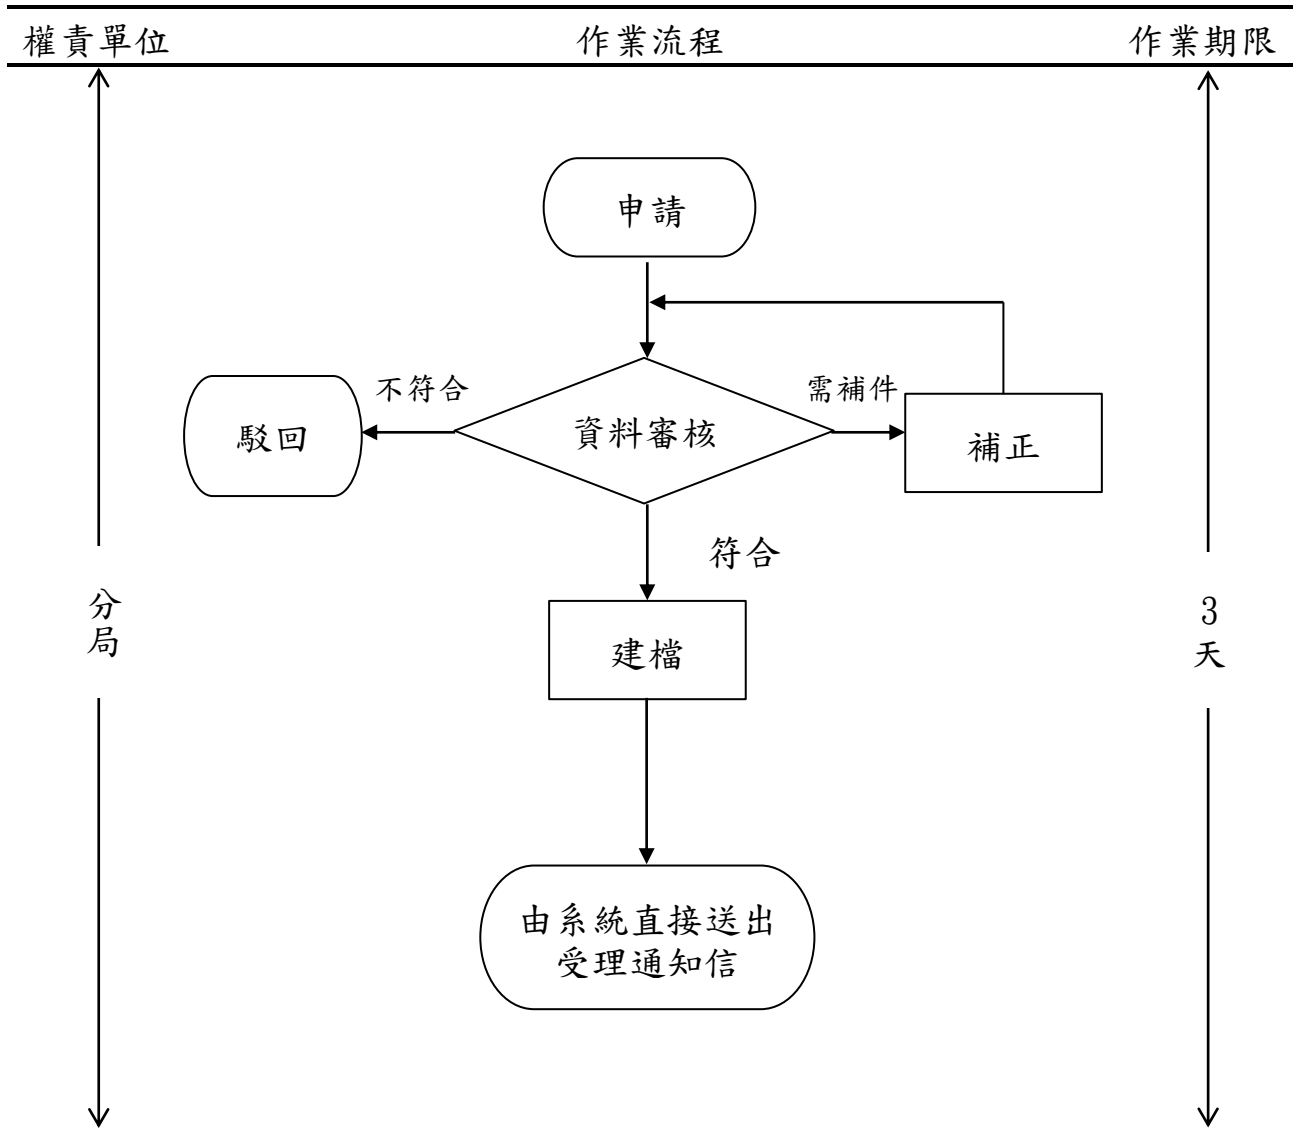 權責單位
作業流程
作業期限
申請
不符合
需補件
駁回
資料審核
補正
符合
分
局
3
天
建檔
由系統直接送出
受理通知信